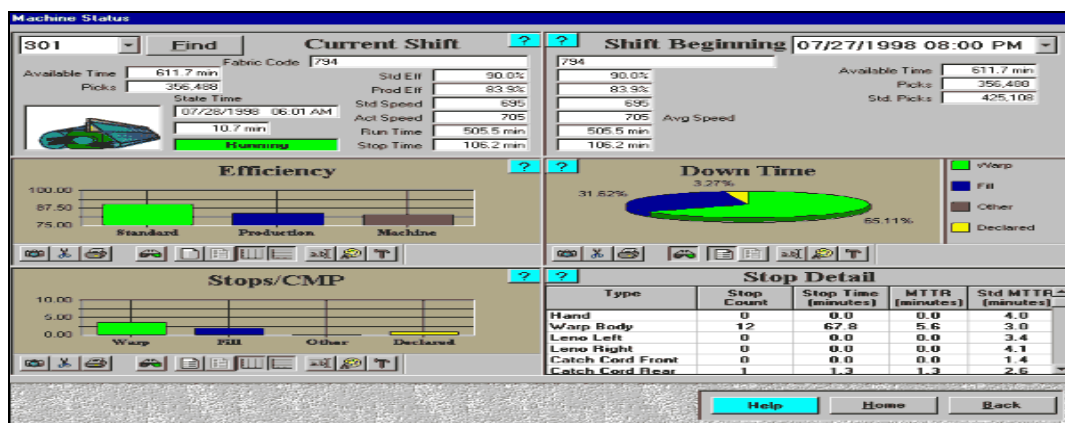 Machine Status
S01 Find Current Shift ?
Fabric Code 794
Available Time 611.7 min
Picks 356,488
State Time
07/28/1998 06:01 AM
10.7 min
Running
Std Eff 90.0%
Prod Eff 83.9%
Std Speed 695
Act Speed 705
Run Time 505.5 min
Stop Time 106.2 min
? Shift Beginning 07/27/1998 08:00 PM
794
90.0%
83.9%
695
705 Avg Speed
505.5 min
106.2 min
Available Time 611.7 min
Picks 356,488
Std. Picks 425,108
Efficiency ?
100.00
87.50
75.00
Standard Production Machine
? Down Time
3.27%
31.62%
65.11%
Warp
Fill
Other
Declared
Stops/CMP ?
10.00
5.00
0.00
Warp Fill Other Declared
? Stop Detail
Type Stop Count Stop Time (minutes) MTTR (minutes) Std MTTR (minutes)
Hand 0 0.0 0.0 4.0
Warp Body 12 67.8 5.6 3.0
Leno Left 0 0.0 0.0 3.4
Leno Right 0 0.0 0.0 4.1
Catch Cord Front 0 0.0 0.0 1.4
Catch Cord Rear 1 1.3 1.3 2.6
Help Home Back